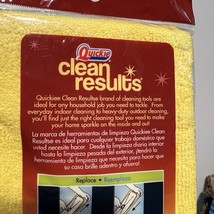 Quickie
clean
results®
Quickie Clean Results® brand of cleaning tools are
ideal for any household job you need to tackle. From
everyday indoor cleaning to heavy-duty outdoor cleaning,
you'll find just the right cleaning tool you need to make
your home sparkle on the inside and out!
La marca de herramientas de limpieza Quickie Clean
Results® es ideal para cualquier trabajo doméstico que
usted necesite hacer. Desde la limpieza diaria interior
hasta la limpieza pesada del exterior, ¡tendrá la
herramienta de limpieza que necesita para hacer que
su casa brille adentro y afuera!
Replace • Reemplazar